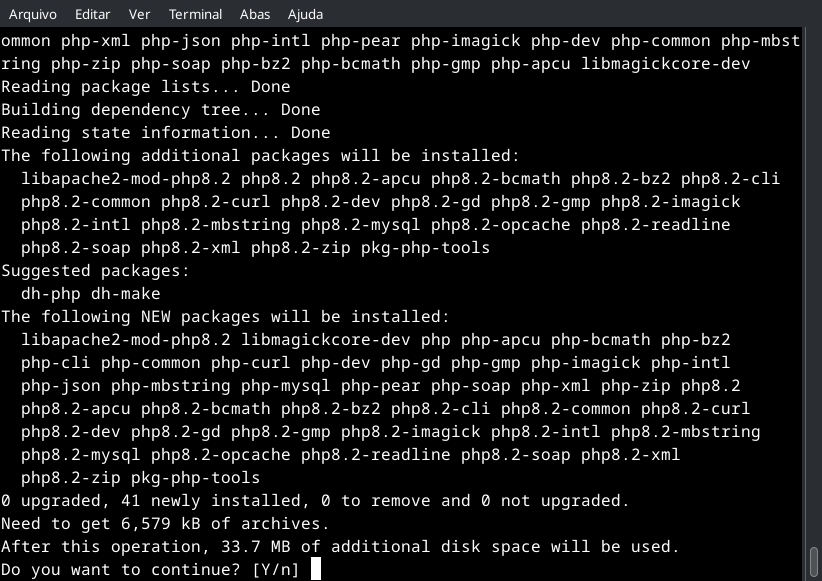 Arquivo Editar Ver Terminal Abas Ajuda
ommon php-xml php-json php-intl php-pear php-imagick php-dev php-common php-mbst
ring php-zip php-soap php-bz2 php-bcmath php-gmp php-apcu libmagickcore-dev
Reading package lists... Done
Building dependency tree... Done
Reading state information... Done
The following additional packages will be installed:
  libapache2-mod-php8.2 php8.2 php8.2-apcu php8.2-bcmath php8.2-bz2 php8.2-cli
  php8.2-common php8.2-curl php8.2-dev php8.2-gd php8.2-gmp php8.2-imagick
  php8.2-intl php8.2-mbstring php8.2-mysql php8.2-opcache php8.2-readline
  php8.2-soap php8.2-xml php8.2-zip pkg-php-tools
Suggested packages:
  dh-php dh-make
The following NEW packages will be installed:
  libapache2-mod-php8.2 libmagickcore-dev php php-apcu php-bcmath php-bz2
  php-cli php-common php-curl php-dev php-gd php-gmp php-imagick php-intl
  php-json php-mbstring php-mysql php-pear php-soap php-xml php-zip php8.2
  php8.2-apcu php8.2-bcmath php8.2-bz2 php8.2-cli php8.2-common php8.2-curl
  php8.2-dev php8.2-gd php8.2-gmp php8.2-imagick php8.2-intl php8.2-mbstring
  php8.2-mysql php8.2-opcache php8.2-readline php8.2-soap php8.2-xml
  php8.2-zip pkg-php-tools
0 upgraded, 41 newly installed, 0 to remove and 0 not upgraded.
Need to get 6,579 kB of archives.
After this operation, 33.7 MB of additional disk space will be used.
Do you want to continue? [Y/n]